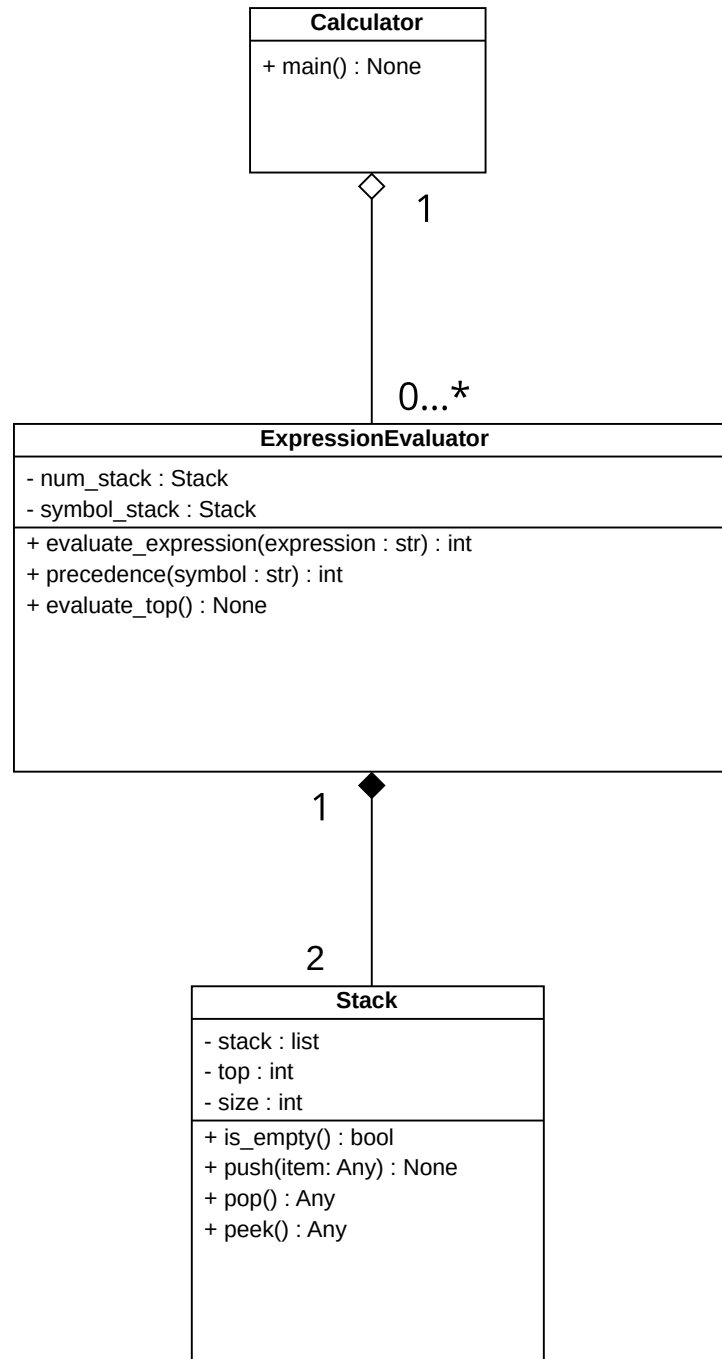 Calculator
+ main() : None
1
0...*
ExpressionEvaluator
- num_stack : Stack
- symbol_stack : Stack
+ evaluate_expression(expression : str) : int
+ precedence(symbol : str) : int
+ evaluate_top() : None
1
2
Stack
- stack : list
- top : int
- size : int
+ is_empty() : bool
+ push(item: Any) : None
+ pop() : Any
+ peek() : Any